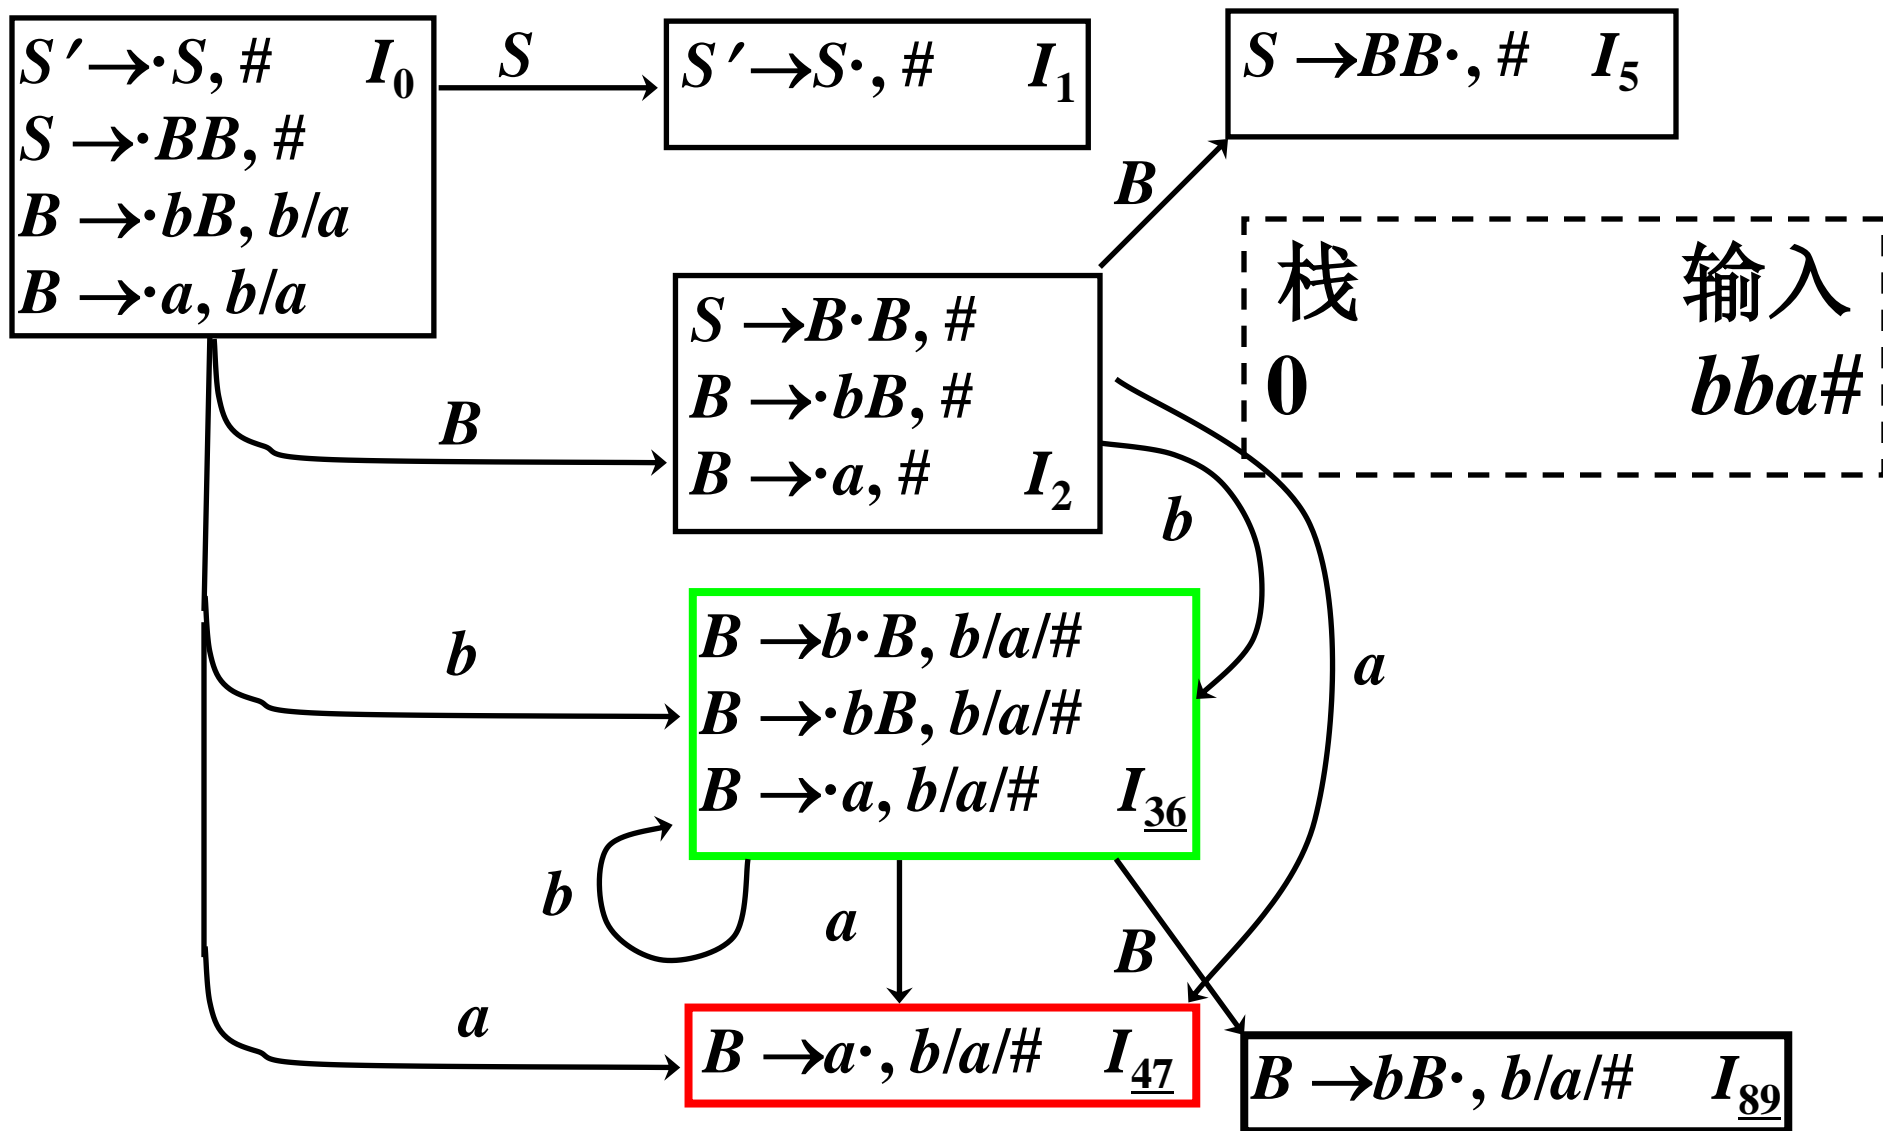 S′→·S, # I₀
S→·BB, #
B→·bB, b/a
B→·a, b/a
S
S′→S·, # I₁
S→BB·, # I₅
B
栈 输入
0 bba#
S→B·B, #
B→·bB, #
B→·a, # I₂
B
b
a
b
B→b·B, b/a/#
B→·bB, b/a/#
B→·a, b/a/# I₃₆
b
a
B
a
B→a·, b/a/# I₄₇
B→bB·, b/a/# I₈₉